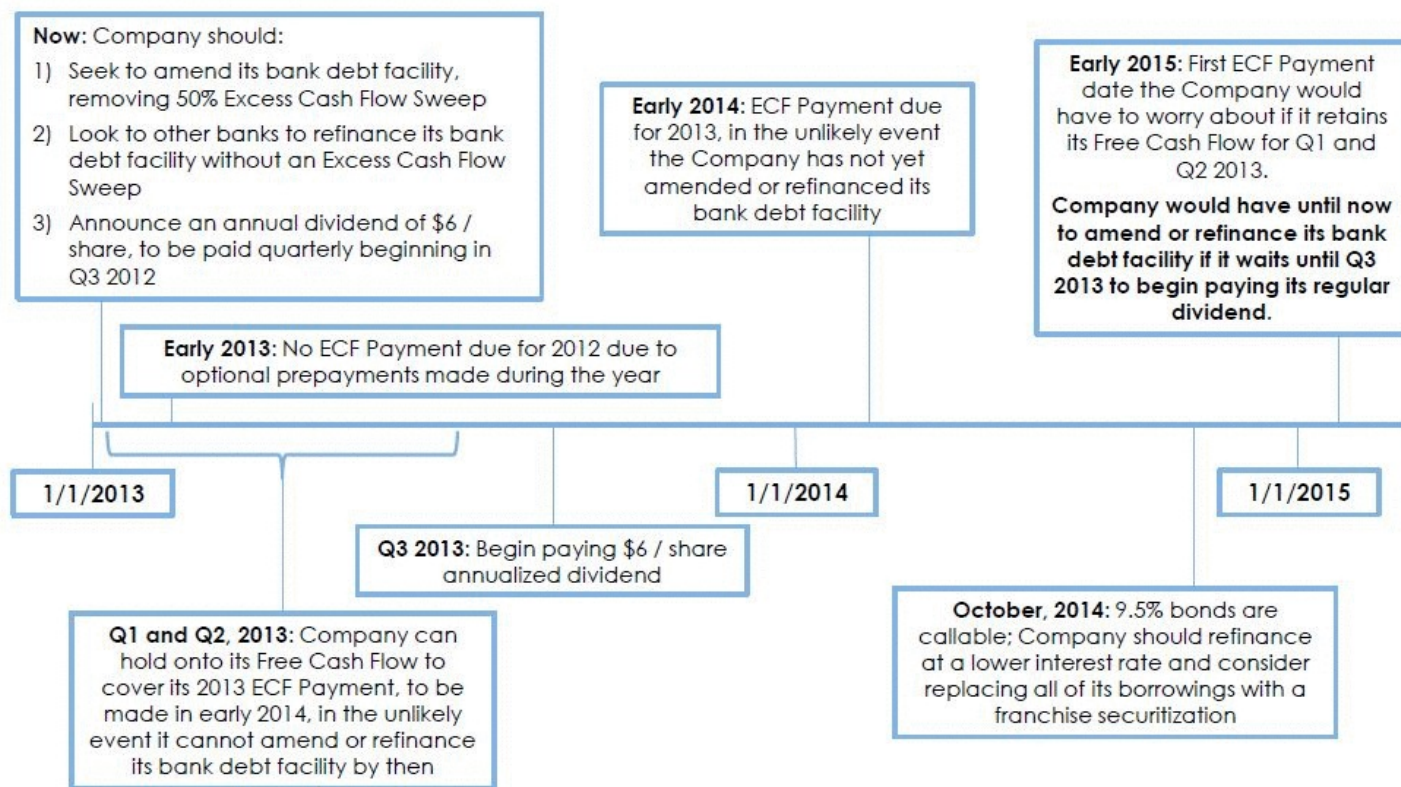 Now: Company should:
1) Seek to amend its bank debt facility,
removing 50% Excess Cash Flow Sweep
2) Look to other banks to refinance its bank
debt facility without an Excess Cash Flow
Sweep
3) Announce an annual dividend of $6 /
share, to be paid quarterly beginning in
Q3 2012
Early 2013: No ECF Payment due for 2012 due to
optional prepayments made during the year
Early 2014: ECF Payment due
for 2013, in the unlikely event
the Company has not yet
amended or refinanced its
bank debt facility
Early 2015: First ECF Payment
date the Company would
have to worry about if it retains
its Free Cash Flow for Q1 and
Q2 2013.
Company would have until now
to amend or refinance its bank
debt facility if it waits until Q3
2013 to begin paying its regular
dividend.
1/1/2013
1/1/2014
1/1/2015
Q3 2013: Begin paying $6 / share
annualized dividend
Q1 and Q2, 2013: Company can
hold onto its Free Cash Flow to
cover its 2013 ECF Payment, to be
made in early 2014, in the unlikely
event it cannot amend or refinance
its bank debt facility by then
October, 2014: 9.5% bonds are
callable; Company should refinance
at a lower interest rate and consider
replacing all of its borrowings with a
franchise securitization